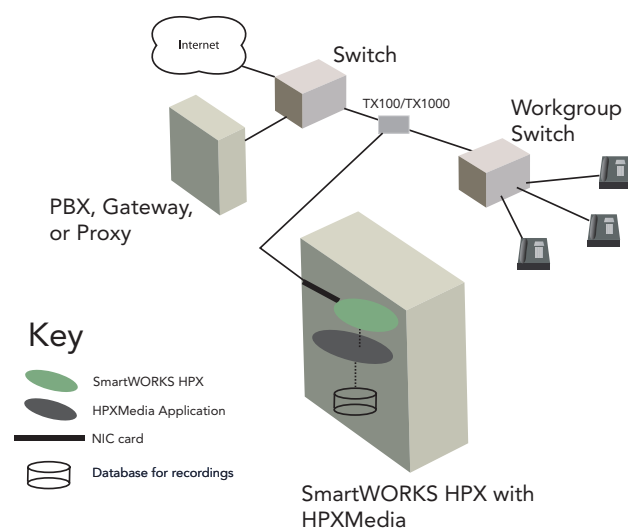 Internet
Switch
TX100/TX1000
Workgroup
Switch
PBX, Gateway,
or Proxy
Key
SmartWORKS HPX
HPXMedia Application
NIC card
Database for recordings
SmartWORKS HPX with
HPXMedia